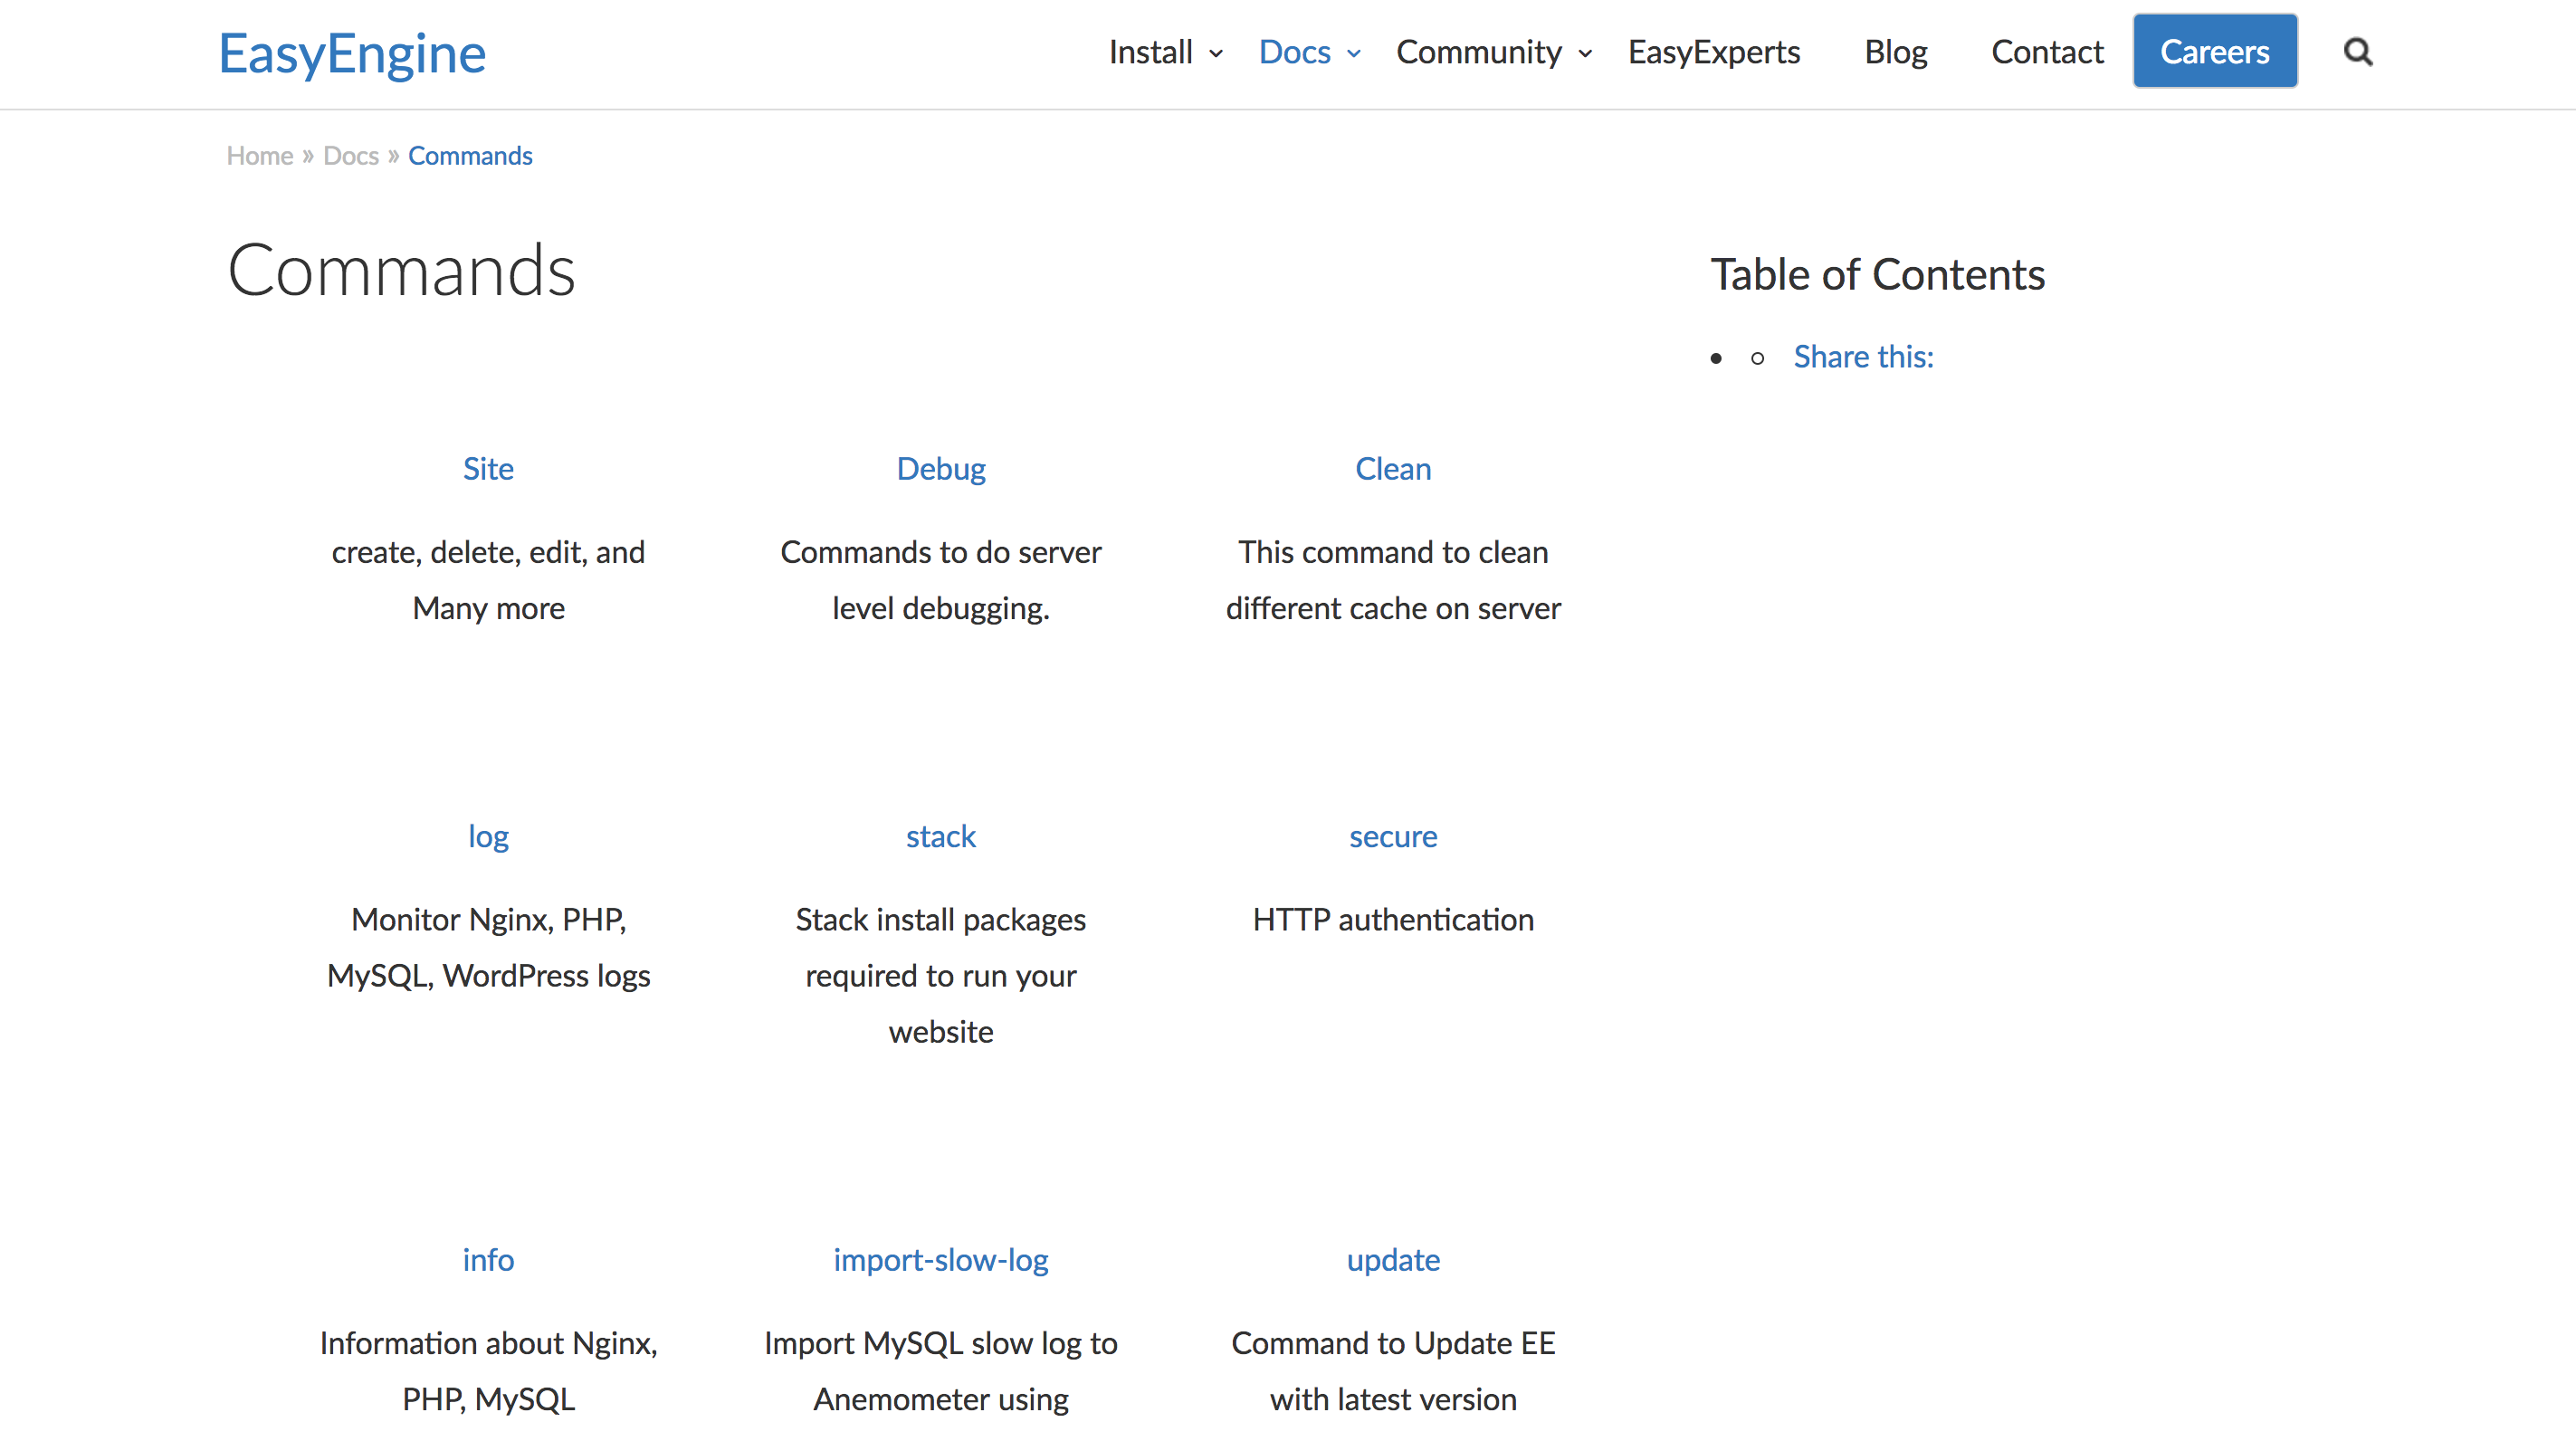 EasyEngine
Install Docs Community EasyExperts Blog Contact Careers
Home » Docs » Commands
Commands
Table of Contents
Share this:
Site
create, delete, edit, and
Many more
Debug
Commands to do server
level debugging.
Clean
This command to clean
different cache on server
log
Monitor Nginx, PHP,
MySQL, WordPress logs
stack
Stack install packages
required to run your
website
secure
HTTP authentication
info
Information about Nginx,
PHP, MySQL
import-slow-log
Import MySQL slow log to
Anemometer using
update
Command to Update EE
with latest version